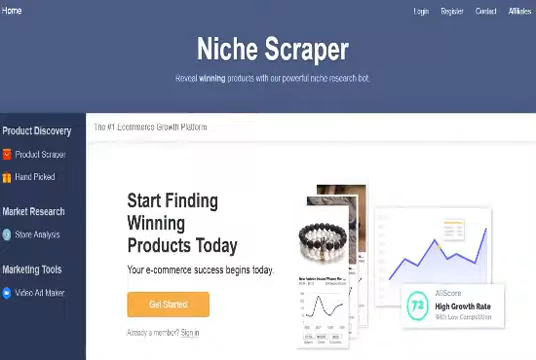 Home
Login Register Contact Affiliates
Niche Scraper
Reveal winning products with our powerful niche research bot.
Product Discovery
Product Scraper
Hand Picked
Market Research
Store Analysis
Marketing Tools
Video Ad Maker
The #1 Ecommerce Growth Platform
Start Finding
Winning
Products Today
Your e-commerce success begins today.
Get Started
Already a member? Sign in
AliScore
72
High Growth Rate
With Low Competition